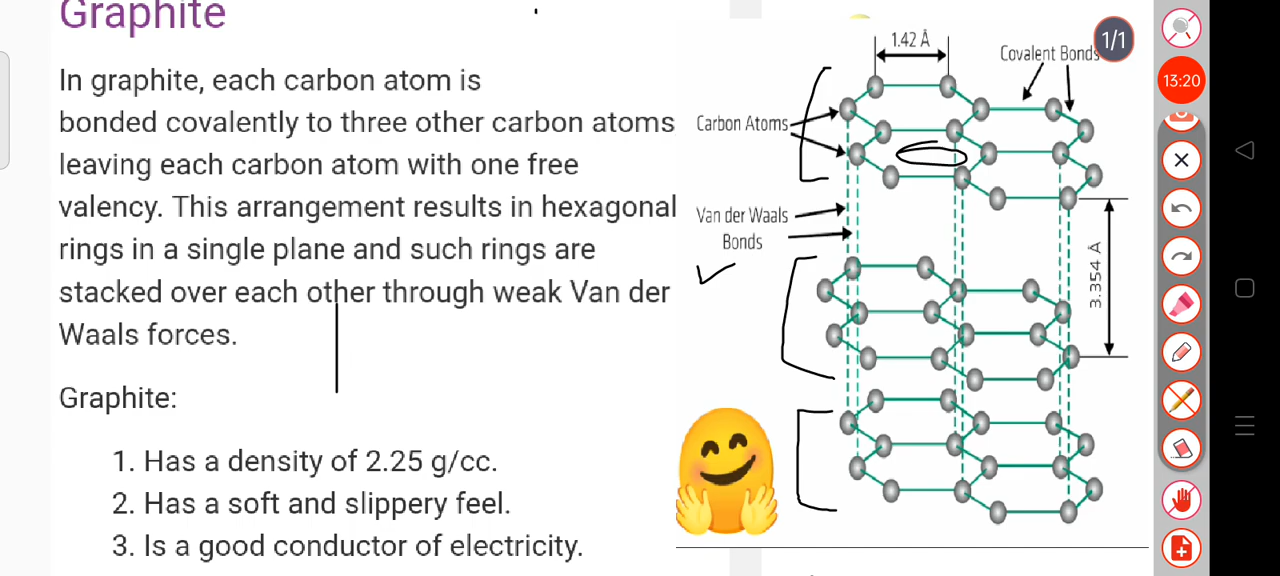 Graphite
In graphite, each carbon atom is
bonded covalently to three other carbon atoms
leaving each carbon atom with one free
valency. This arrangement results in hexagonal
rings in a single plane and such rings are
stacked over each other through weak Van der
Waals forces.
Graphite:
1. Has a density of 2.25 g/cc.
2. Has a soft and slippery feel.
3. Is a good conductor of electricity.
1.42 Å
Covalent Bonds
1/1
Carbon Atoms
Van der Waals
Bonds
3.354 Å
13:20